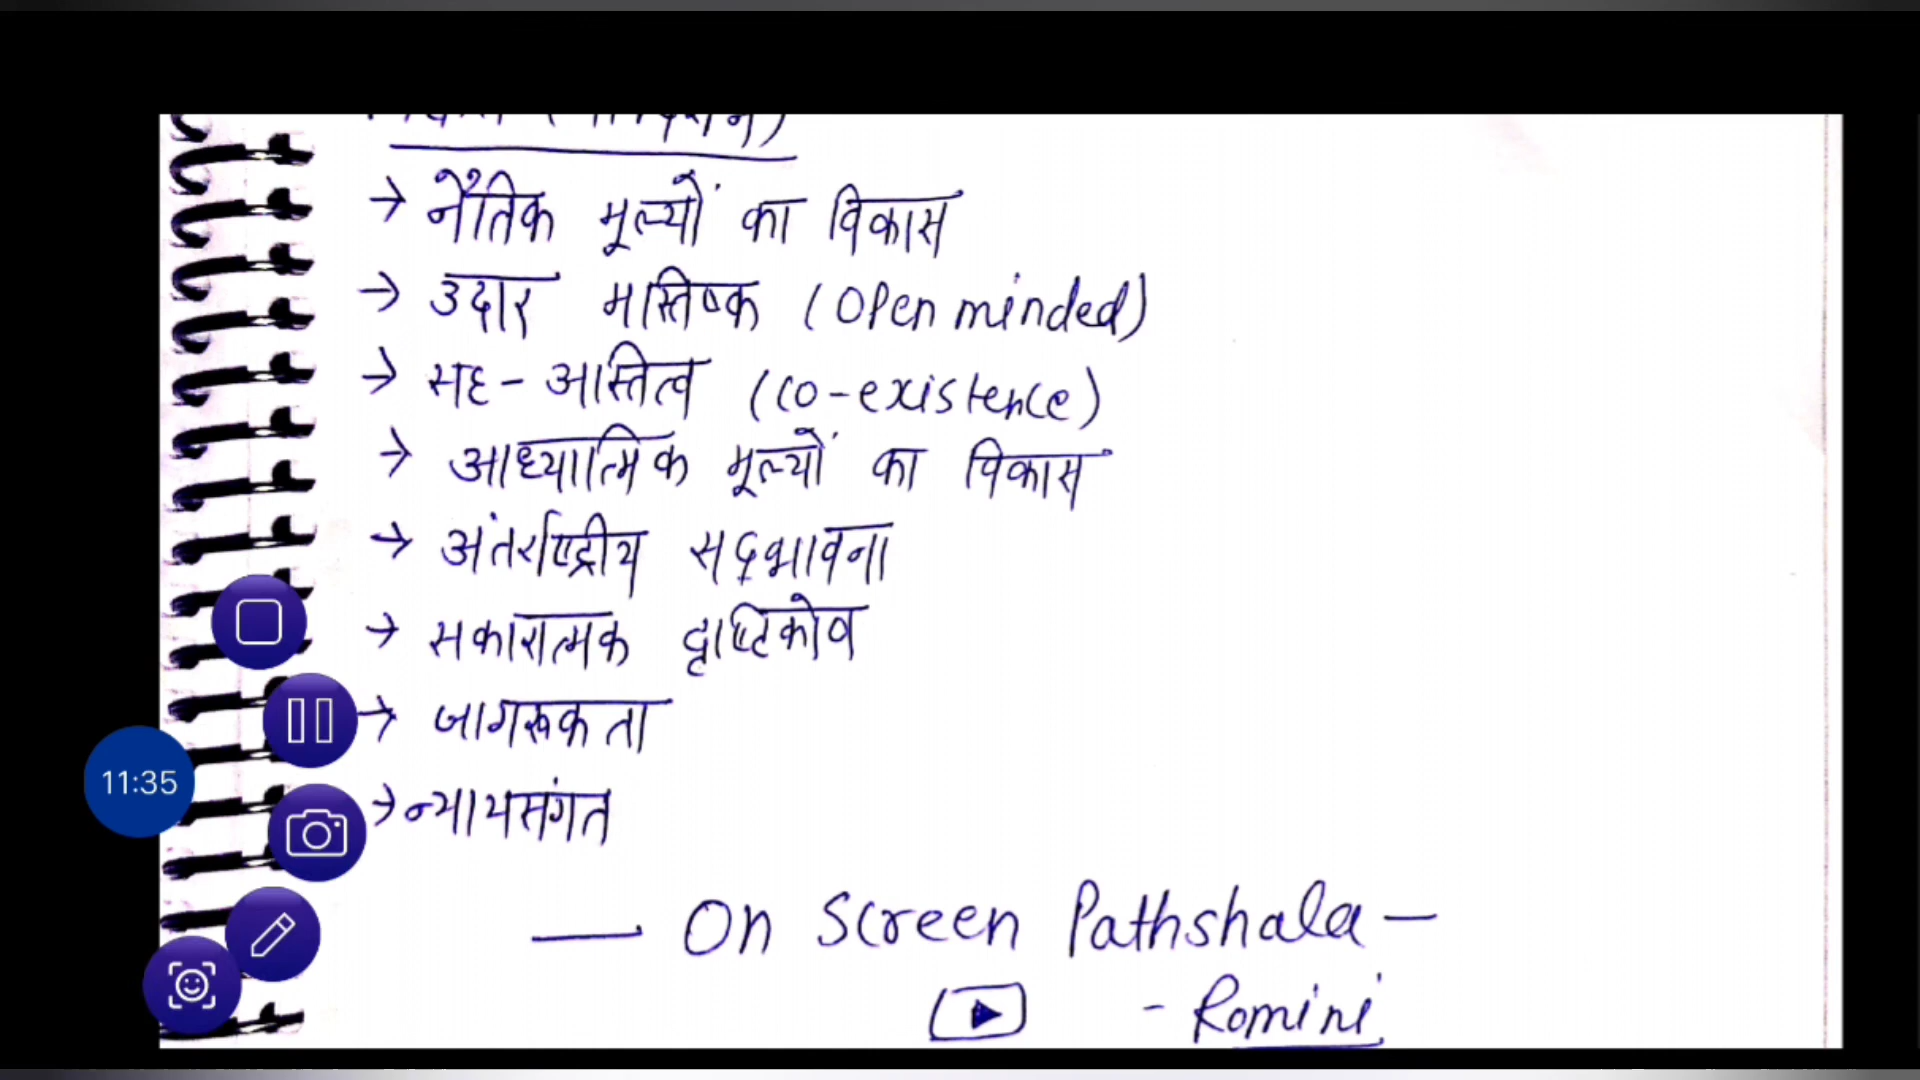 → नैतिक मूल्यों का विकास
→ उदार मस्तिष्क (Open minded)
→ सह-अस्तित्व (co-existence)
→ आध्यात्मिक मूल्यों का विकास
→ अंतर्राष्ट्रीय सद्भावना
→ सकारात्मक दृष्टिकोण
→ जागरूकता
→ न्यायसंगत
11:35
— On Screen Pathshala —
- Romini